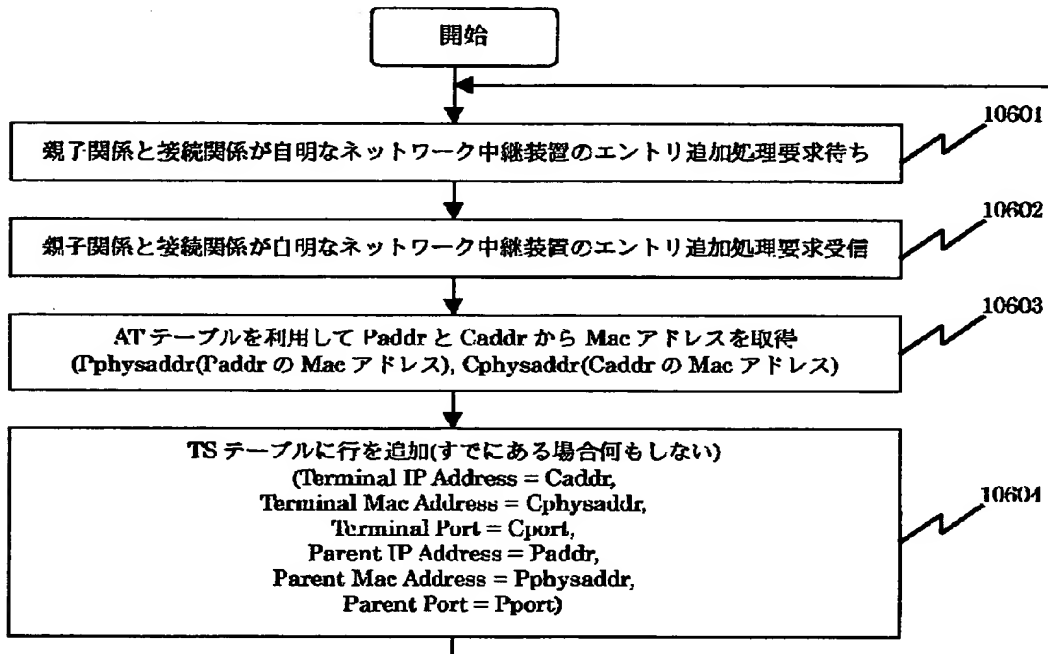 開始
10601
親子関係と接続関係が自明なネットワーク中継装置のエントリ追加処理要求待ち
10602
親子関係と接続関係が自明なネットワーク中継装置のエントリ追加処理要求受信
10603
ATテーブルを利用して Paddr と Caddr から Mac アドレスを取得
(Pphysaddr(Paddr の Mac アドレス), Cphysaddr(Caddr の Mac アドレス)
TS テーブルに行を追加(すでにある場合何もしない)
(Terminal IP Address = Caddr,
Terminal Mac Address = Cphysaddr,
10604
Terminal Port = Cport,
Parent IP Address = Paddr,
Parent Mac Address = Pphysaddr,
Parent Port = Pport)